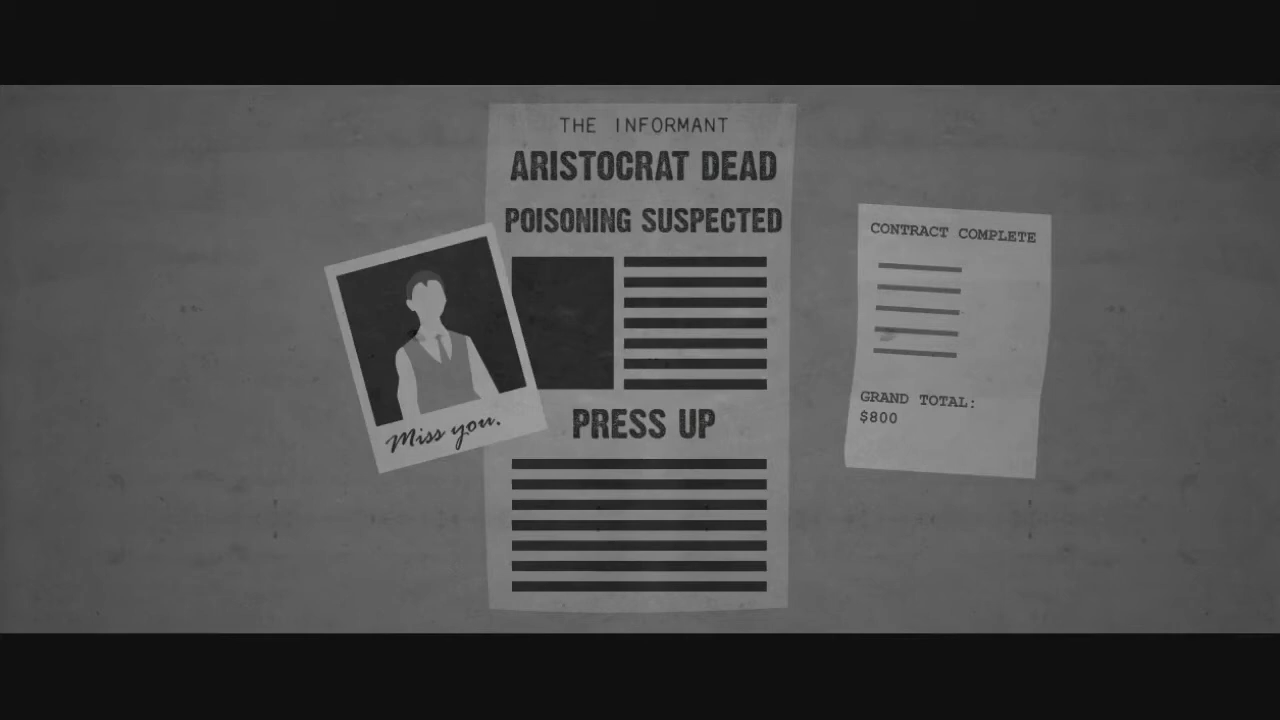 THE INFORMANT
ARISTOCRAT DEAD
POISONING SUSPECTED
Miss you.
PRESS UP
CONTRACT COMPLETE
GRAND TOTAL:
$800